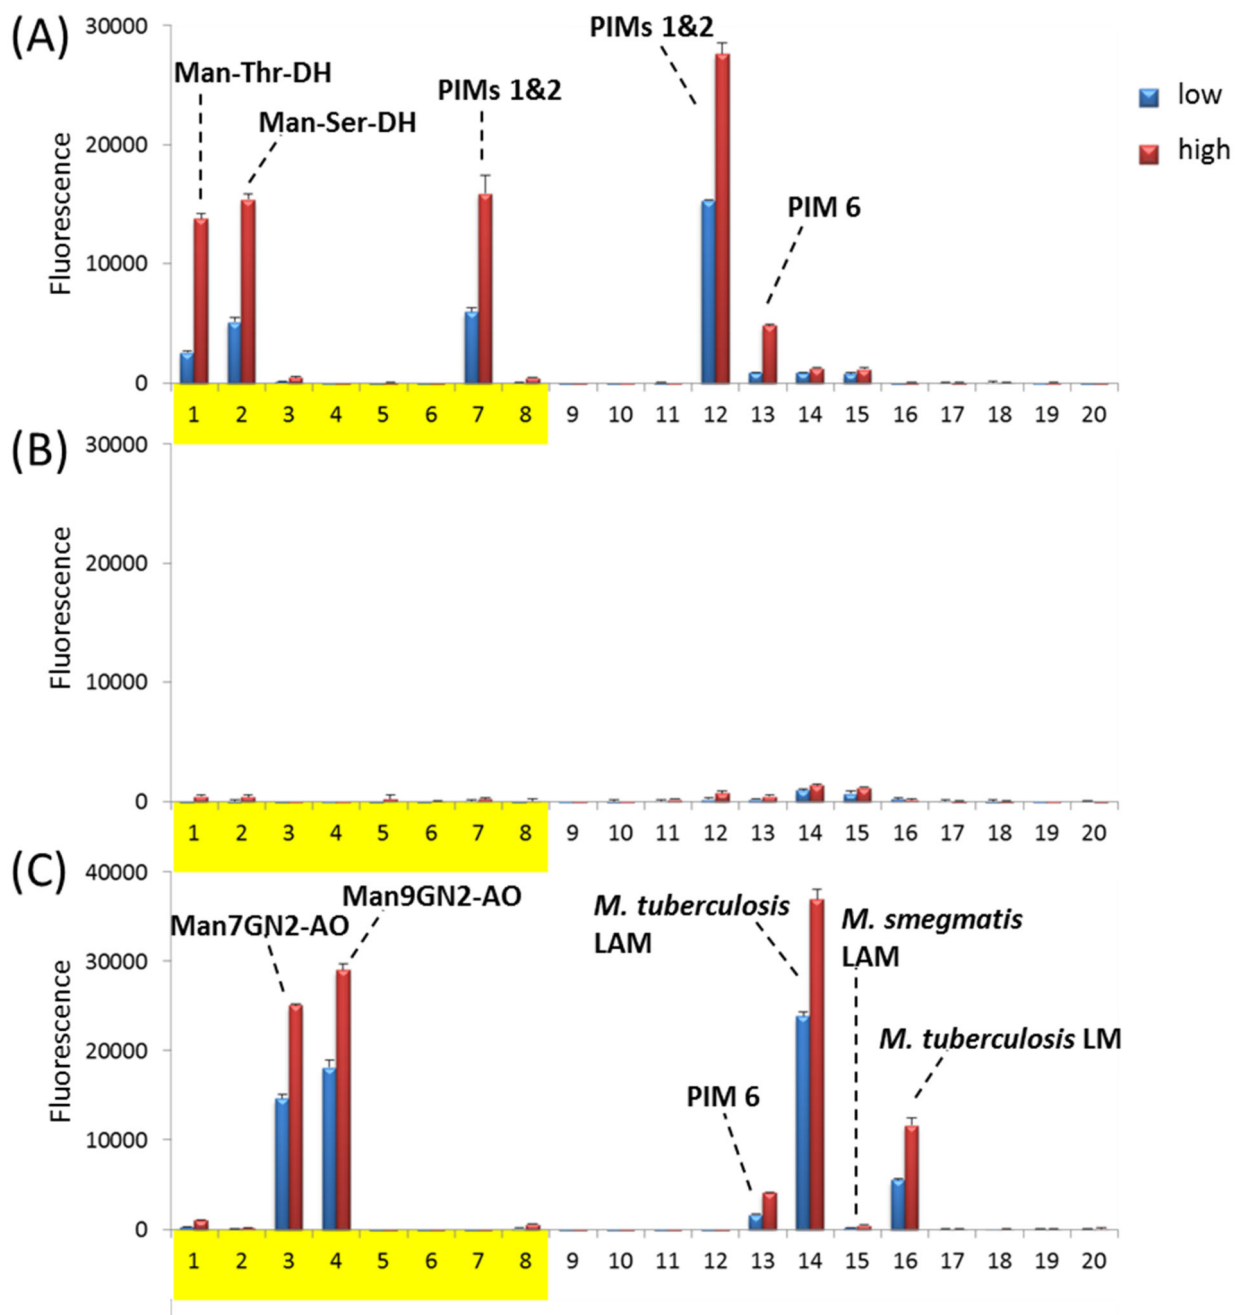 (A)
30000
20000
10000
0
Fluorescence
Man-Thr-DH
Man-Ser-DH
PIMs 1&2
PIMs 1&2
PIM 6
low
high
1 2 3 4 5 6 7 8 9 10 11 12 13 14 15 16 17 18 19 20
(B)
30000
20000
10000
0
Fluorescence
1 2 3 4 5 6 7 8 9 10 11 12 13 14 15 16 17 18 19 20
(C)
40000
30000
20000
10000
0
Fluorescence
Man7GN2-AO
Man9GN2-AO
M. tuberculosis
LAM
M. smegmatis
LAM
PIM 6
M. tuberculosis LM
1 2 3 4 5 6 7 8 9 10 11 12 13 14 15 16 17 18 19 20